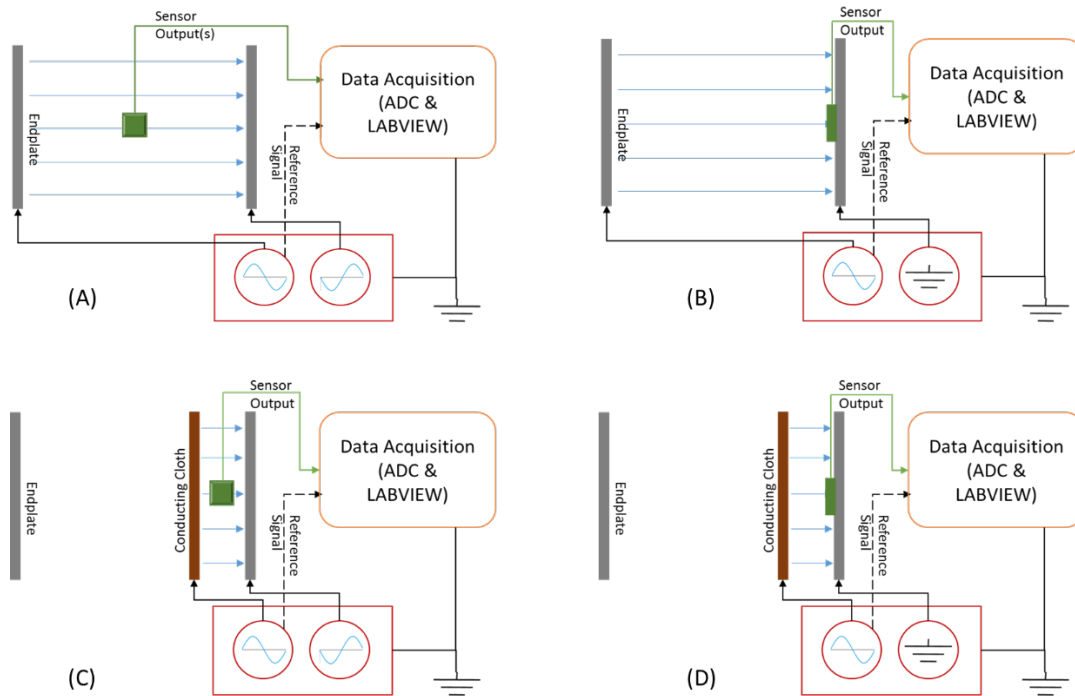 Sensor
Output(s)
Endplate
Data Acquisition
(ADC &
LABVIEW)
Reference
Signal
(A)
Sensor
Output
Endplate
Data Acquisition
(ADC &
LABVIEW)
Reference
Signal
(B)
Sensor
Output
Endplate
Conducting Cloth
Data Acquisition
(ADC &
LABVIEW)
Reference
Signal
(C)
Sensor
Output
Endplate
Conducting Cloth
Data Acquisition
(ADC &
LABVIEW)
Reference
Signal
(D)